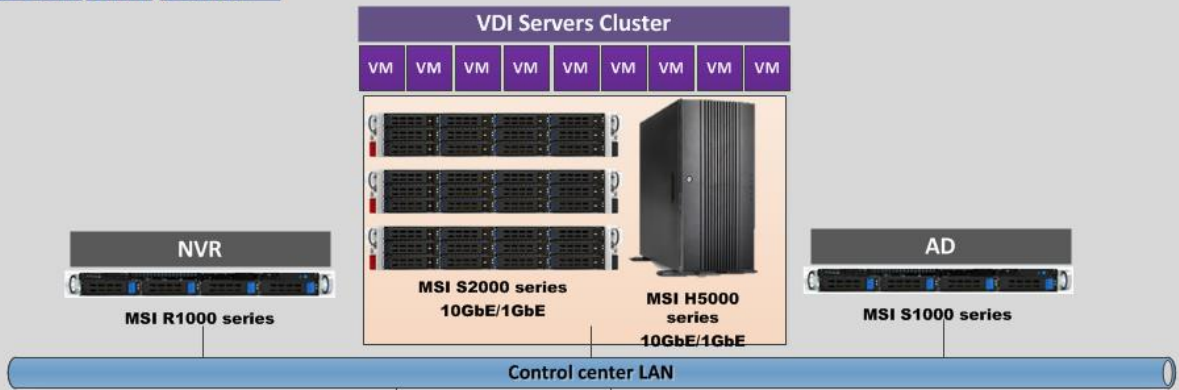 VDI Servers Cluster
VM VM VM VM VM VM VM VM VM
NVR
MSI R1000 series
MSI S2000 series
10GbE/1GbE
MSI H5000
series
10GbE/1GbE
AD
MSI S1000 series
Control center LAN